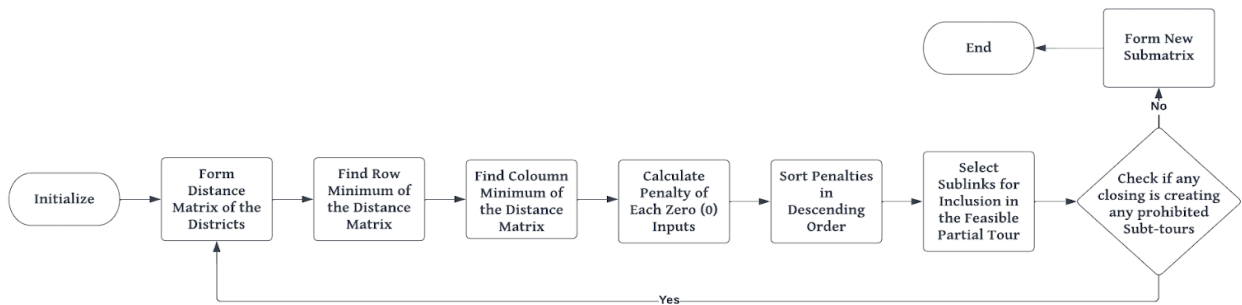 Initialize
Form
Distance
Matrix of the
Districts
Find Row
Minimum of
the Distance
Matrix
Find Coloumn
Minimum of
the Distance
Matrix
Calculate
Penalty of
Each Zero (0)
Inputs
Sort Penalties
in
Descending
Order
Select
Sublinks for
Inclusion in
the Feasible
Partial Tour
Check if any
closing is creating
any prohibited
Subt-tours
No
Form New
Submatrix
End
Yes